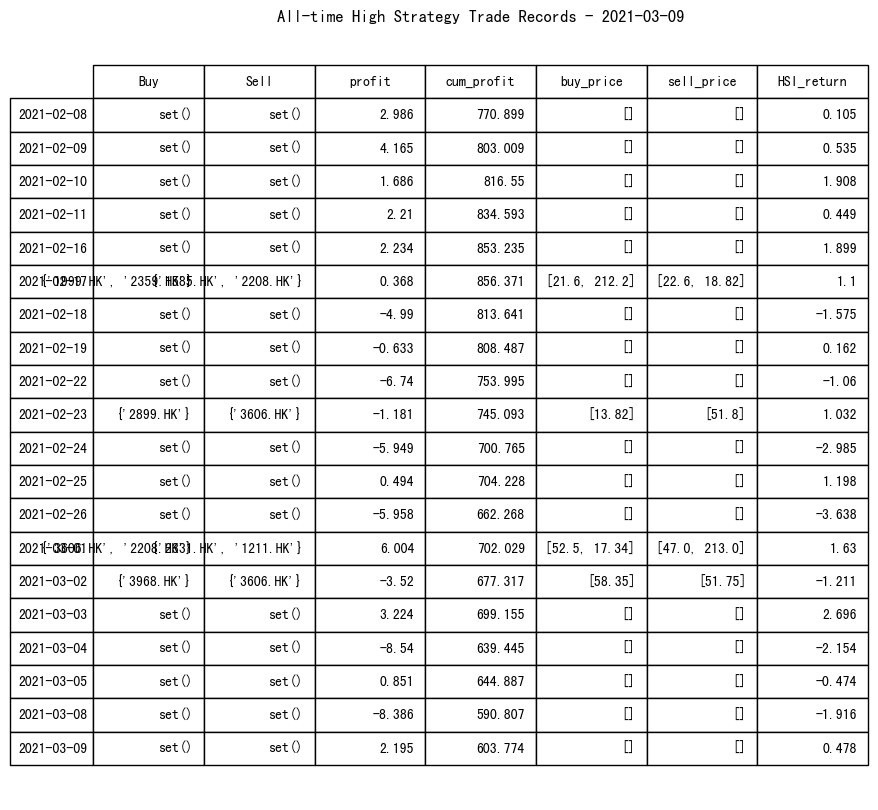 All-time High Strategy Trade Records - 2021-03-09
Buy Sell profit cum_profit buy_price sell_price HSI_return
2021-02-08 set() set() 2.986 770.899 [] [] 0.105
2021-02-09 set() set() 4.165 803.009 [] [] 0.535
2021-02-10 set() set() 1.686 816.55 [] [] 1.908
2021-02-11 set() set() 2.21 834.593 [] [] 0.449
2021-02-16 set() set() 2.234 853.235 [] [] 1.899
'2359.HK'} '2208.HK'} 0.368 856.371 [21.6, 212.2] [22.6, 18.82] 1.1
2021-02-18 set() set() -4.99 813.641 [] [] -1.575
2021-02-19 set() set() -0.633 808.487 [] [] 0.162
2021-02-22 set() set() -6.74 753.995 [] [] -1.06
2021-02-23 {'2899.HK'} {'3606.HK'} -1.181 745.093 [13.82] [51.8] 1.032
2021-02-24 set() set() -5.949 700.765 [] [] -2.985
2021-02-25 set() set() 0.494 704.228 [] [] 1.198
2021-02-26 set() set() -5.958 662.268 [] [] -3.638
'1211.HK'} 6.004 702.029 [52.5, 17.34] [47.0, 213.0] 1.63
2021-03-02 {'3968.HK'} {'3606.HK'} -3.52 677.317 [58.35] [51.75] -1.211
2021-03-03 set() set() 3.224 699.155 [] [] 2.696
2021-03-04 set() set() -8.54 639.445 [] [] -2.154
2021-03-05 set() set() 0.851 644.887 [] [] -0.474
2021-03-08 set() set() -8.386 590.807 [] [] -1.916
2021-03-09 set() set() 2.195 603.774 [] [] 0.478